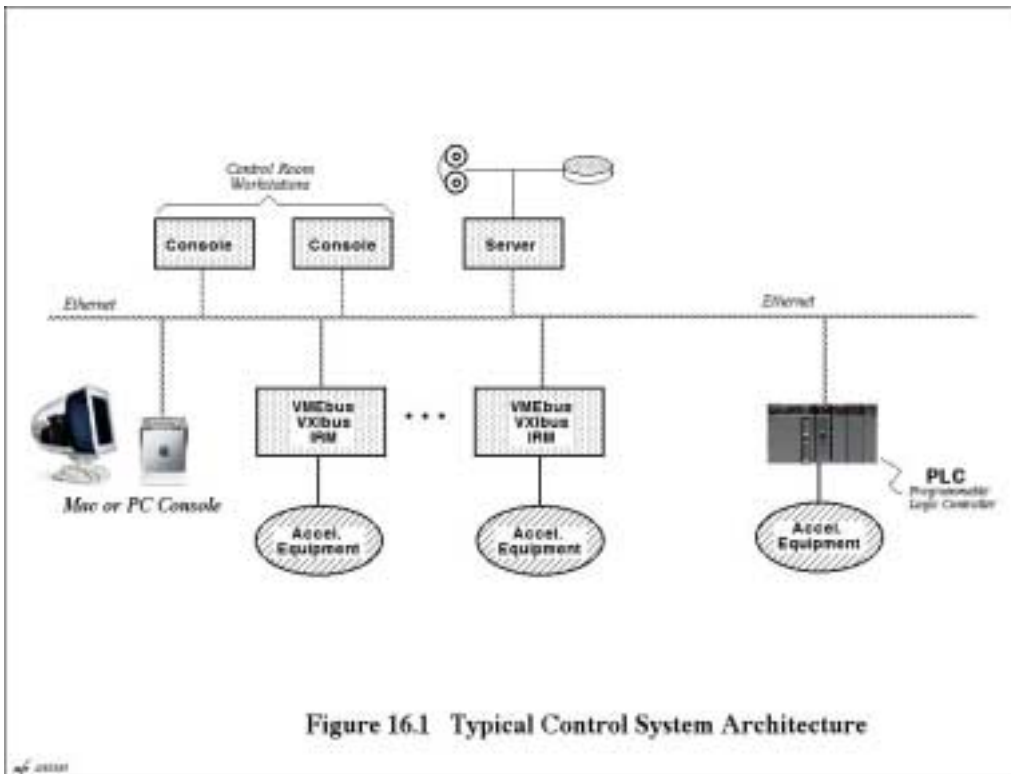 Control Room
Workstations
Console
Console
Server
Ethernet
Ethernet
VMEbus
VXIbus
IRM
• • •
VMEbus
VXIbus
IRM
Mac or PC Console
PLC
Programmable
Logic Controller
Accel.
Equipment
Accel.
Equipment
Accel.
Equipment
Figure 16.1 Typical Control System Architecture